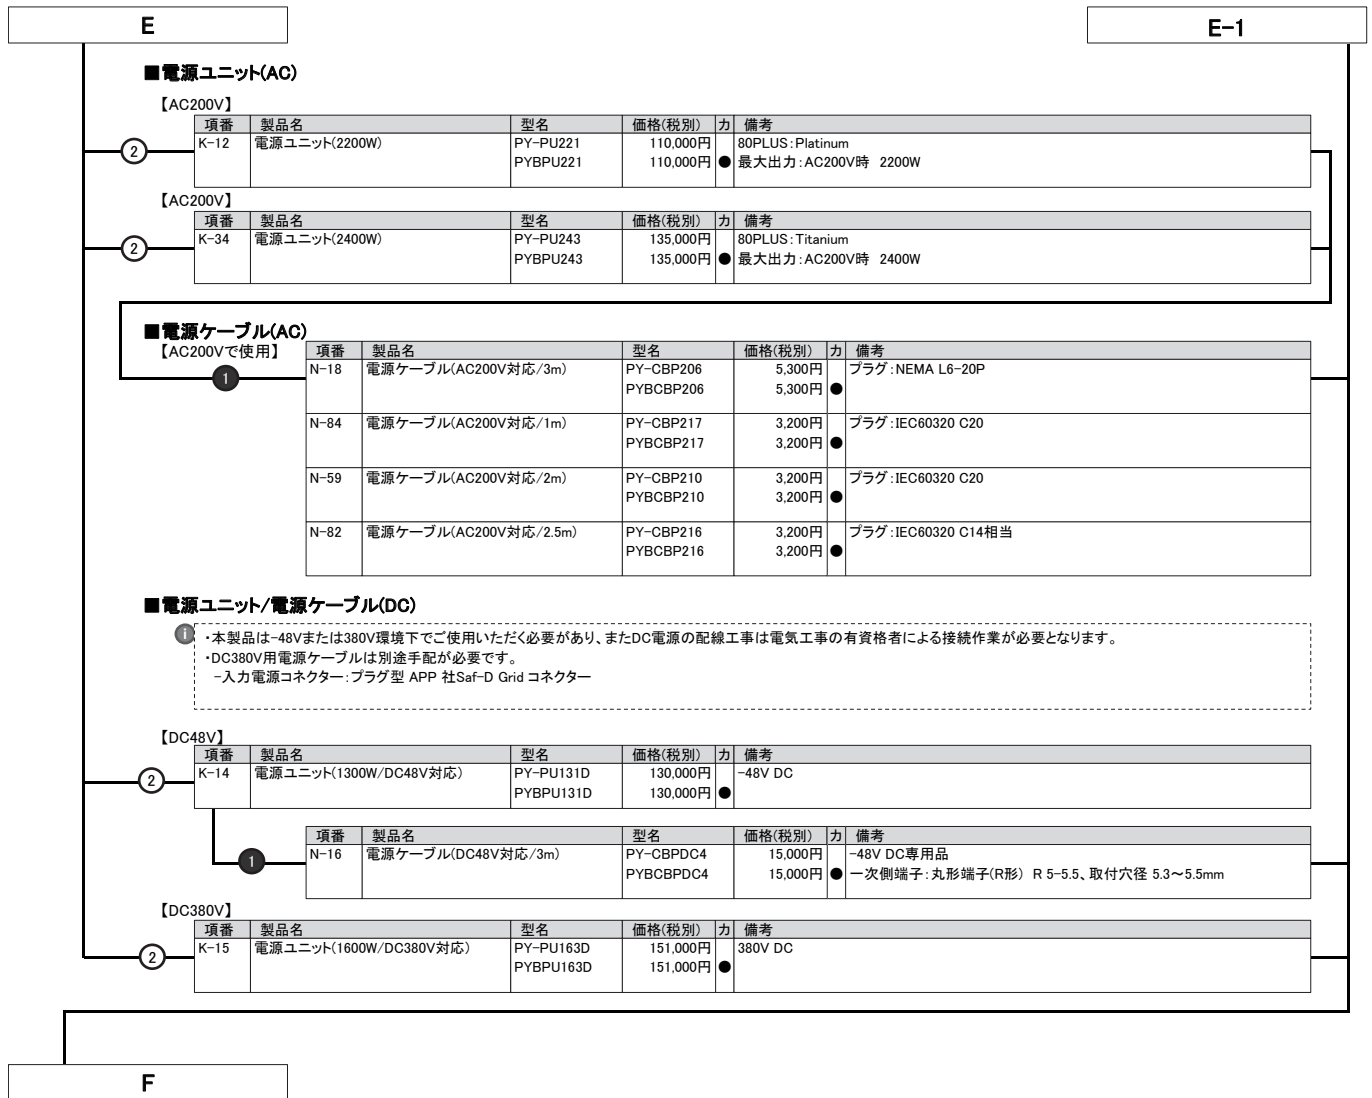 E
E-1
■電源ユニット(AC)
【AC200V】
項番 製品名 型名 価格(税別) カ 備考
② K-12 電源ユニット(2200W) PY-PU221 110,000円 80PLUS:Platinum
PYBPU221 110,000円 ● 最大出力:AC200V時 2200W
【AC200V】
項番 製品名 型名 価格(税別) カ 備考
② K-34 電源ユニット(2400W) PY-PU243 135,000円 80PLUS:Titanium
PYBPU243 135,000円 ● 最大出力:AC200V時 2400W
■電源ケーブル(AC)
【AC200Vで使用】 項番 製品名 型名 価格(税別) カ 備考
❶ N-18 電源ケーブル(AC200V対応/3m) PY-CBP206 5,300円 プラグ:NEMA L6-20P
PYBCBP206 5,300円 ●
N-84 電源ケーブル(AC200V対応/1m) PY-CBP217 3,200円 プラグ:IEC60320 C20
PYBCBP217 3,200円 ●
N-59 電源ケーブル(AC200V対応/2m) PY-CBP210 3,200円 プラグ:IEC60320 C20
PYBCBP210 3,200円 ●
N-82 電源ケーブル(AC200V対応/2.5m) PY-CBP216 3,200円 プラグ:IEC60320 C14相当
PYBCBP216 3,200円 ●
■電源ユニット/電源ケーブル(DC)
i ・本製品は-48Vまたは380V環境下でご使用いただく必要があり、またDC電源の配線工事は電気工事の有資格者による接続作業が必要となります。
・DC380V用電源ケーブルは別途手配が必要です。
-入力電源コネクター:プラグ型 APP 社Saf-D Grid コネクター
【DC48V】
項番 製品名 型名 価格(税別) カ 備考
② K-14 電源ユニット(1300W/DC48V対応) PY-PU131D 130,000円 -48V DC
PYBPU131D 130,000円 ●
項番 製品名 型名 価格(税別) カ 備考
❶ N-16 電源ケーブル(DC48V対応/3m) PY-CBPDC4 15,000円 -48V DC専用品
PYBCBPDC4 15,000円 ● 一次側端子:丸形端子(R形) R 5-5.5、取付穴径 5.3～5.5mm
【DC380V】
項番 製品名 型名 価格(税別) カ 備考
② K-15 電源ユニット(1600W/DC380V対応) PY-PU163D 151,000円 380V DC
PYBPU163D 151,000円 ●
F